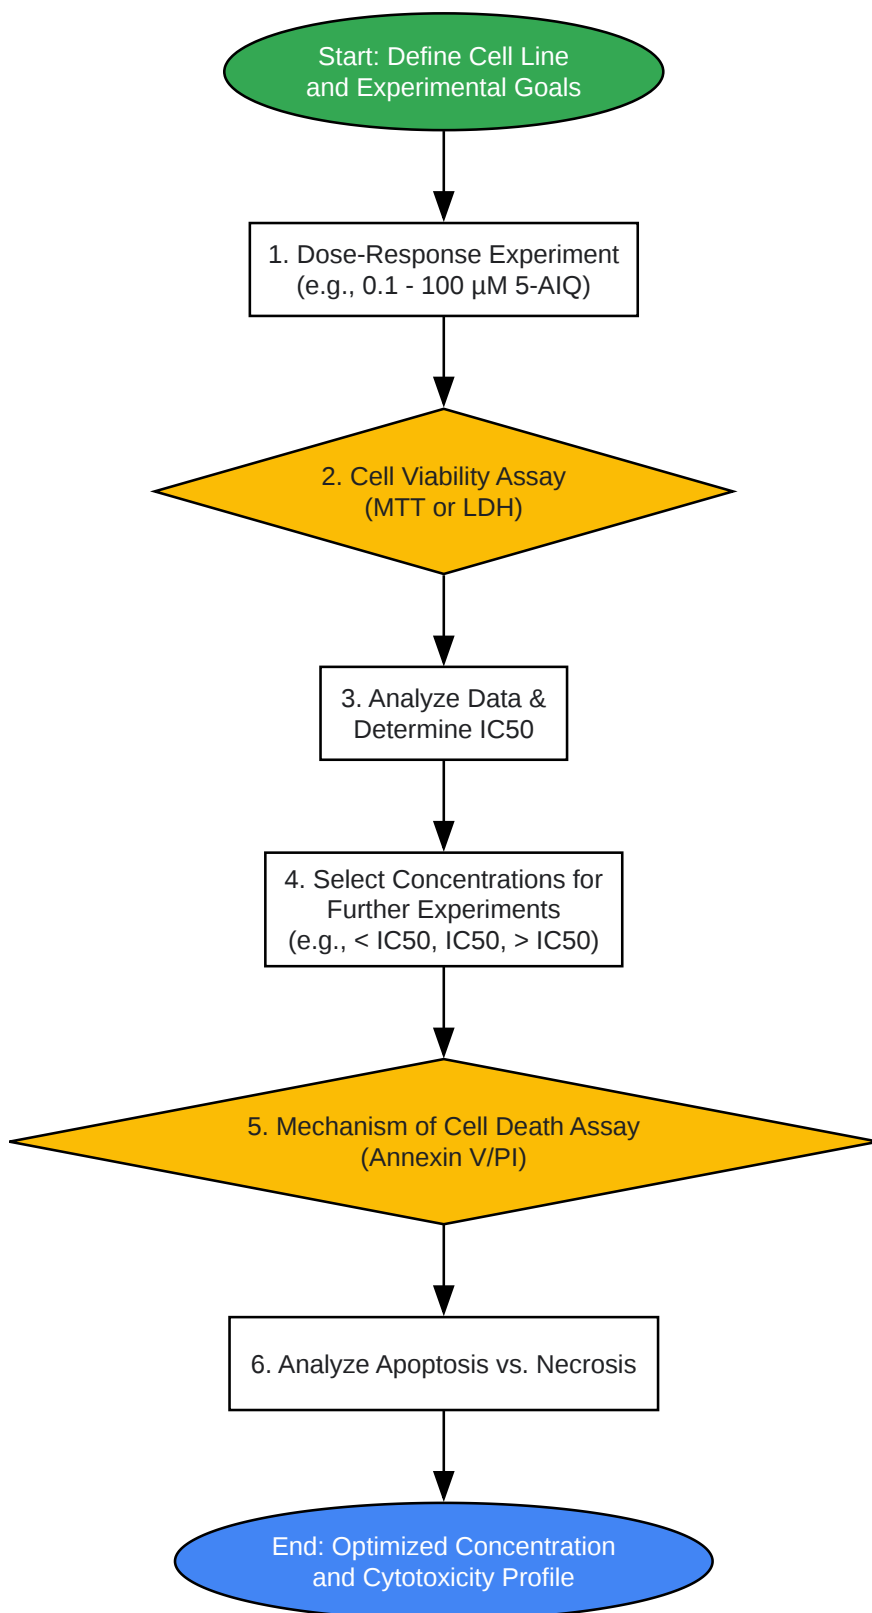 Start: Define Cell Line
and Experimental Goals
1. Dose-Response Experiment
(e.g., 0.1 - 100 µM 5-AIQ)
2. Cell Viability Assay
(MTT or LDH)
3. Analyze Data &
Determine IC50
4. Select Concentrations for
Further Experiments
(e.g., < IC50, IC50, > IC50)
5. Mechanism of Cell Death Assay
(Annexin V/PI)
6. Analyze Apoptosis vs. Necrosis
End: Optimized Concentration
and Cytotoxicity Profile